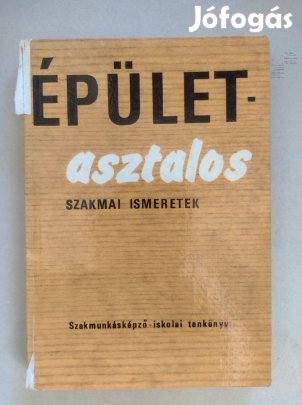 Jófogás
ÉPÜLET-
asztalos
SZAKMAI ISMERETEK
Szakmunkásképző-iskolai tankönyv